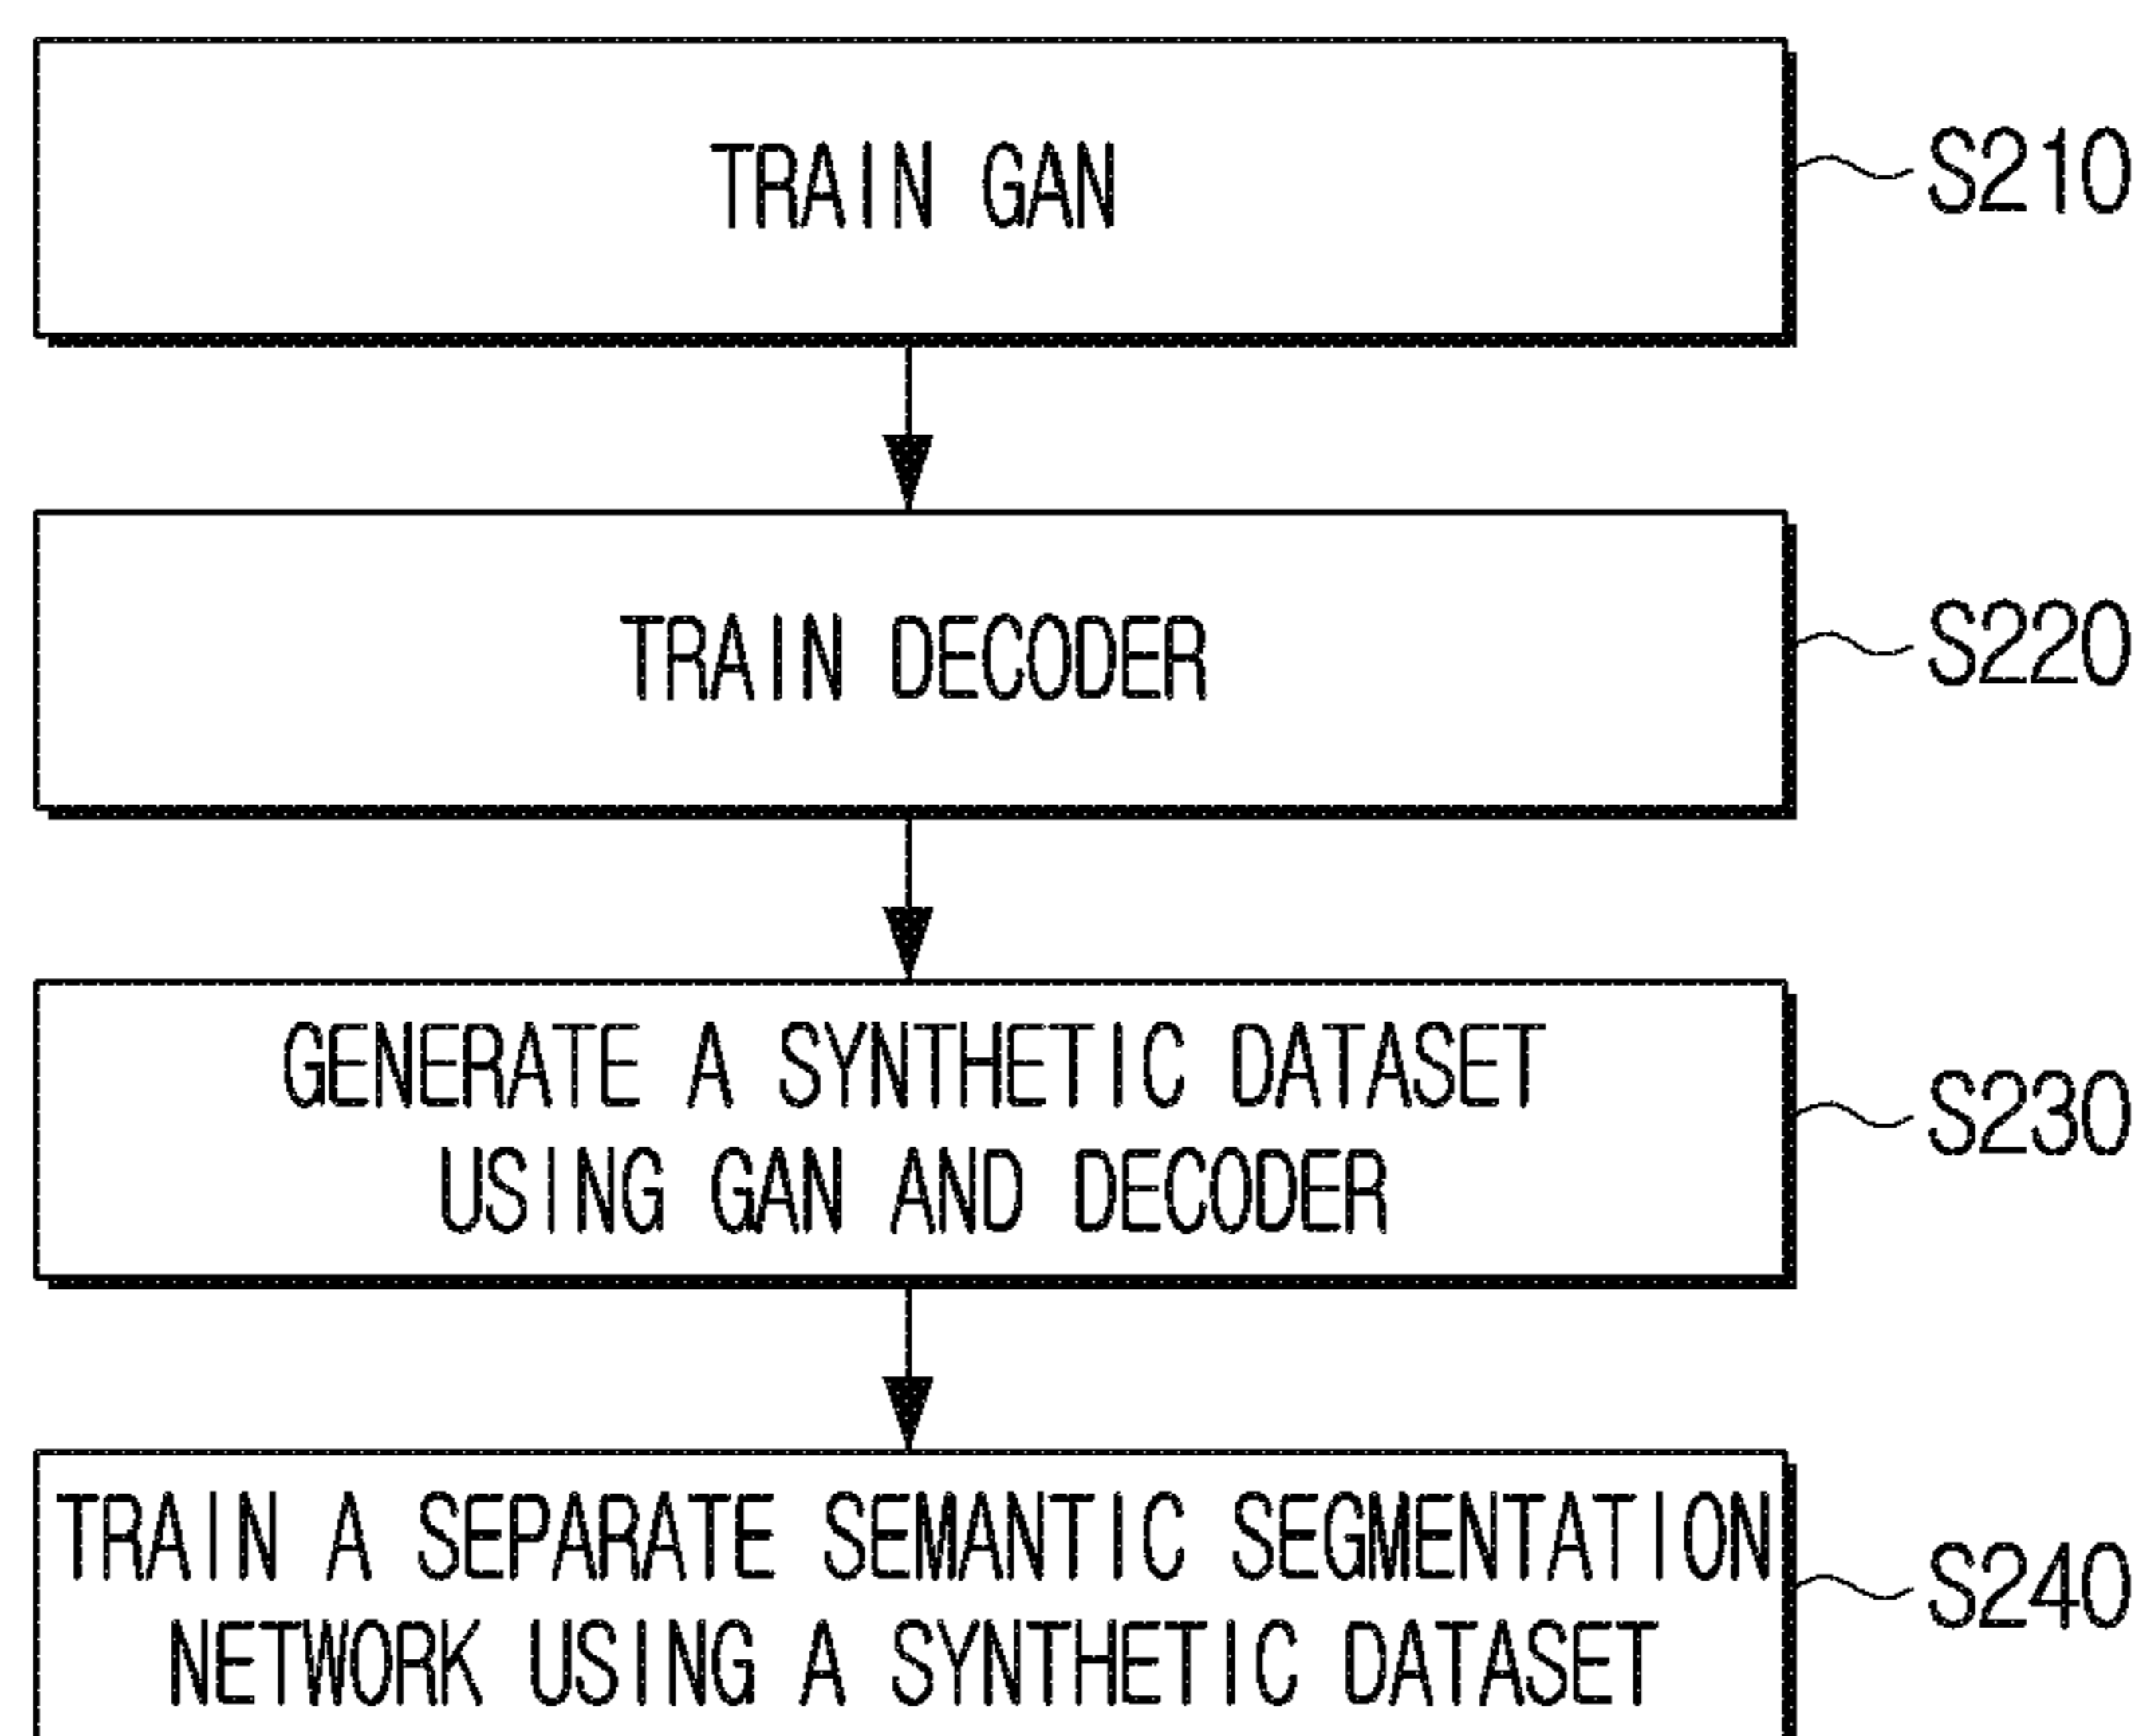 TRAIN GAN
S210
TRAIN DECODER
S220
GENERATE A SYNTHETIC DATASET
USING GAN AND DECODER
S230
TRAIN A SEPARATE SEMANTIC SEGMENTATION
NETWORK USING A SYNTHETIC DATASET
S240